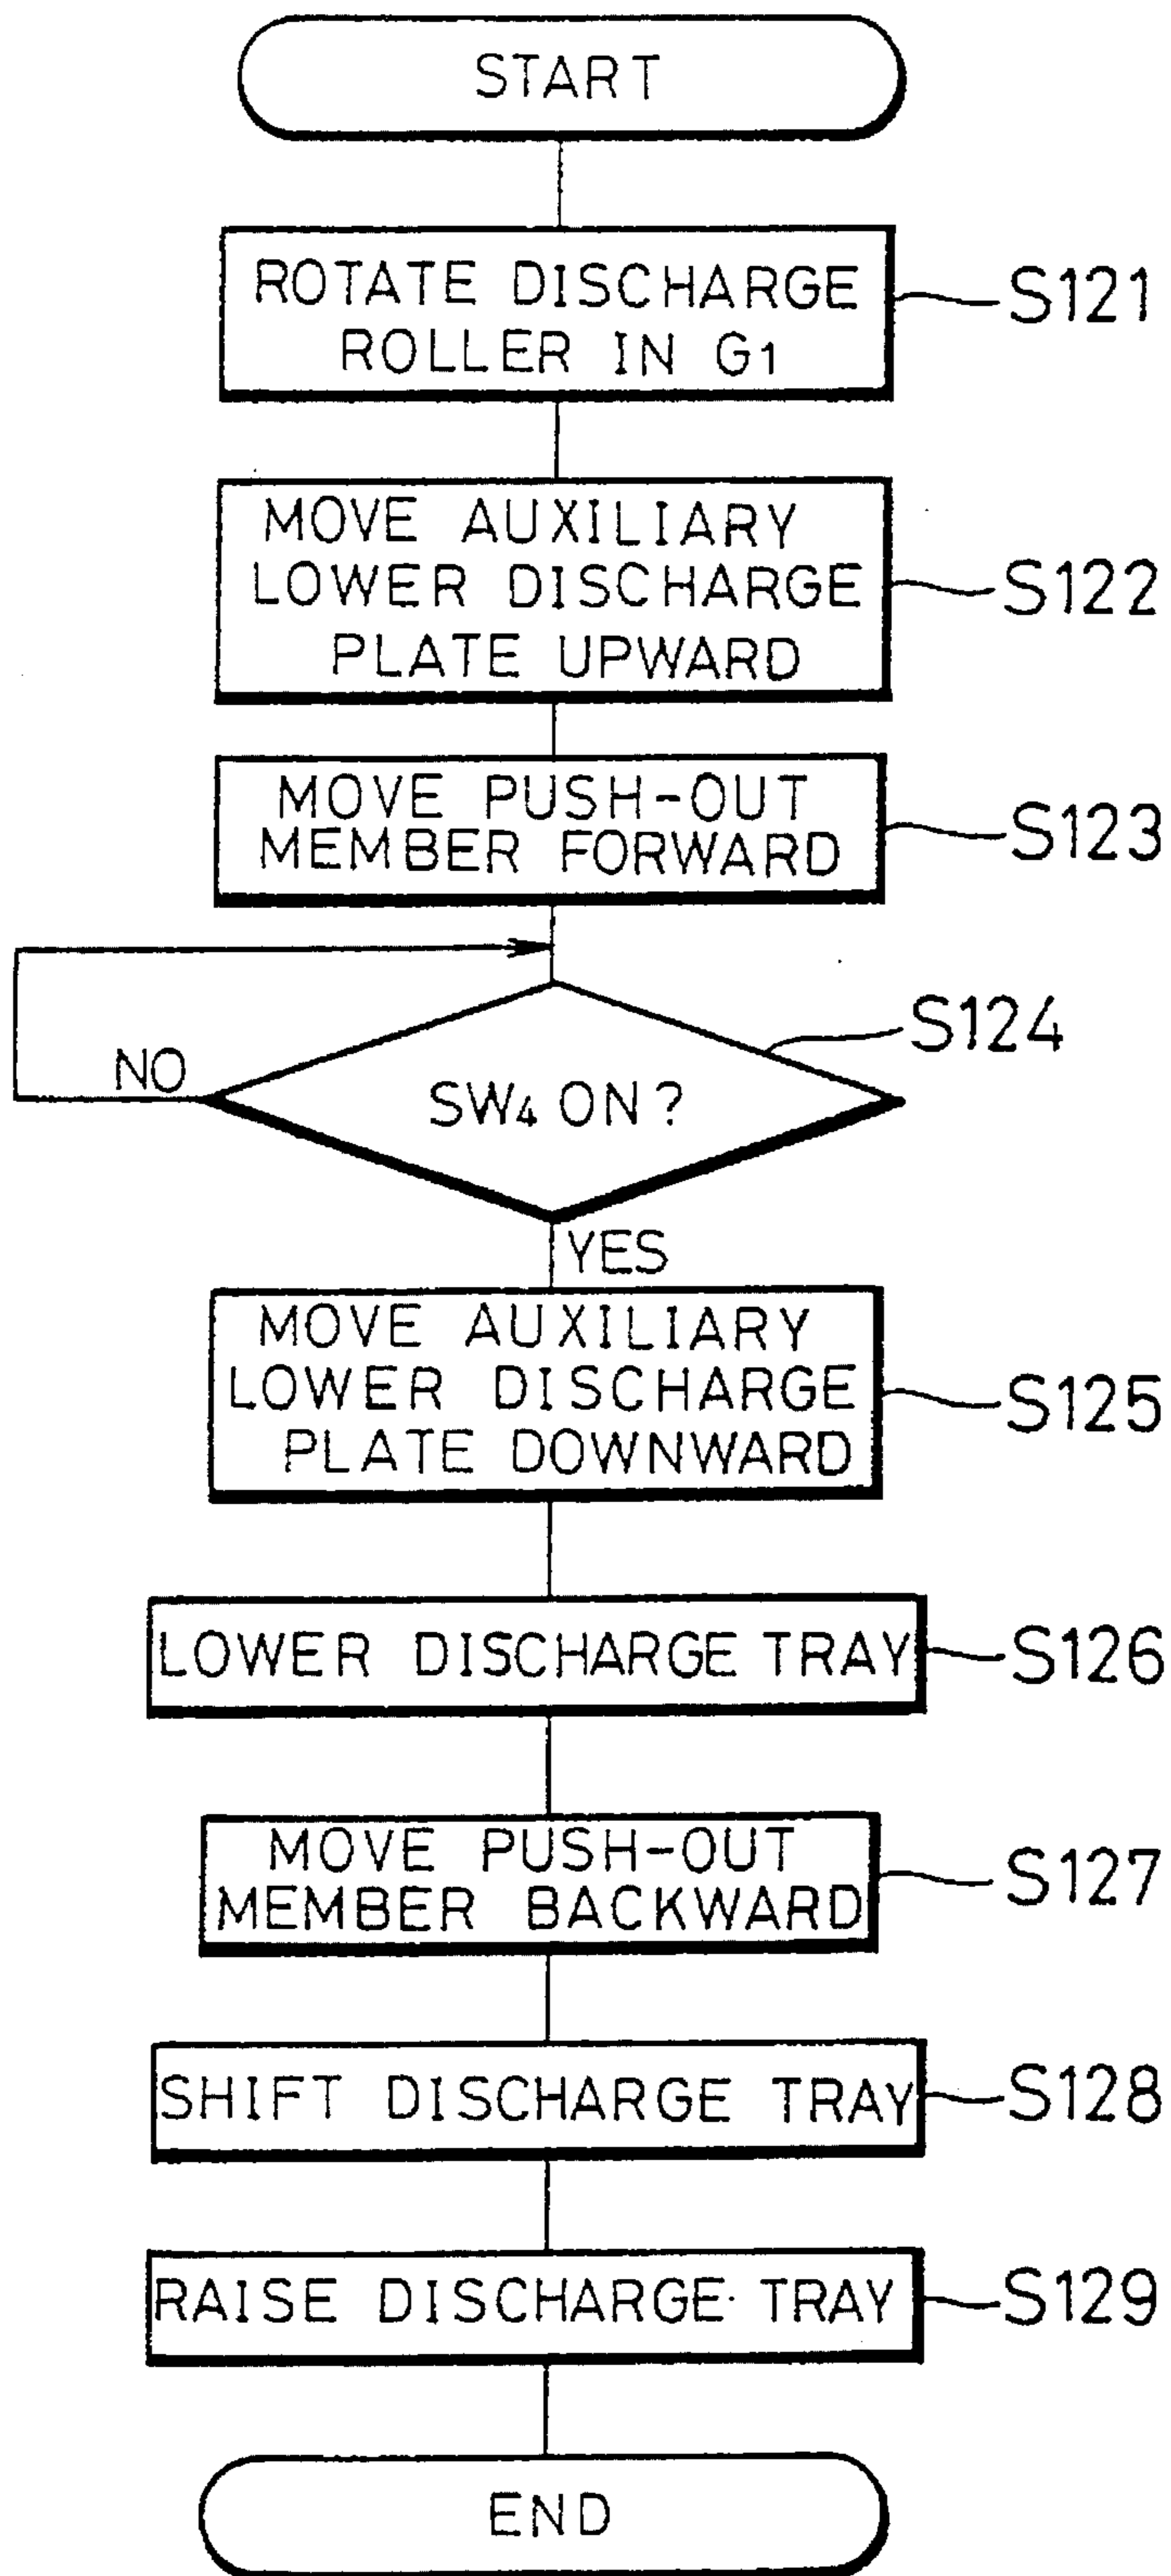 START
ROTATE DISCHARGE
ROLLER IN G1
S121
MOVE AUXILIARY
LOWER DISCHARGE
PLATE UPWARD
S122
MOVE PUSH-OUT
MEMBER FORWARD
S123
S124
NO
SW4 ON?
YES
MOVE AUXILIARY
LOWER DISCHARGE
PLATE DOWNWARD
S125
LOWER DISCHARGE TRAY
S126
MOVE PUSH-OUT
MEMBER BACKWARD
S127
SHIFT DISCHARGE TRAY
S128
RAISE DISCHARGE TRAY
S129
END